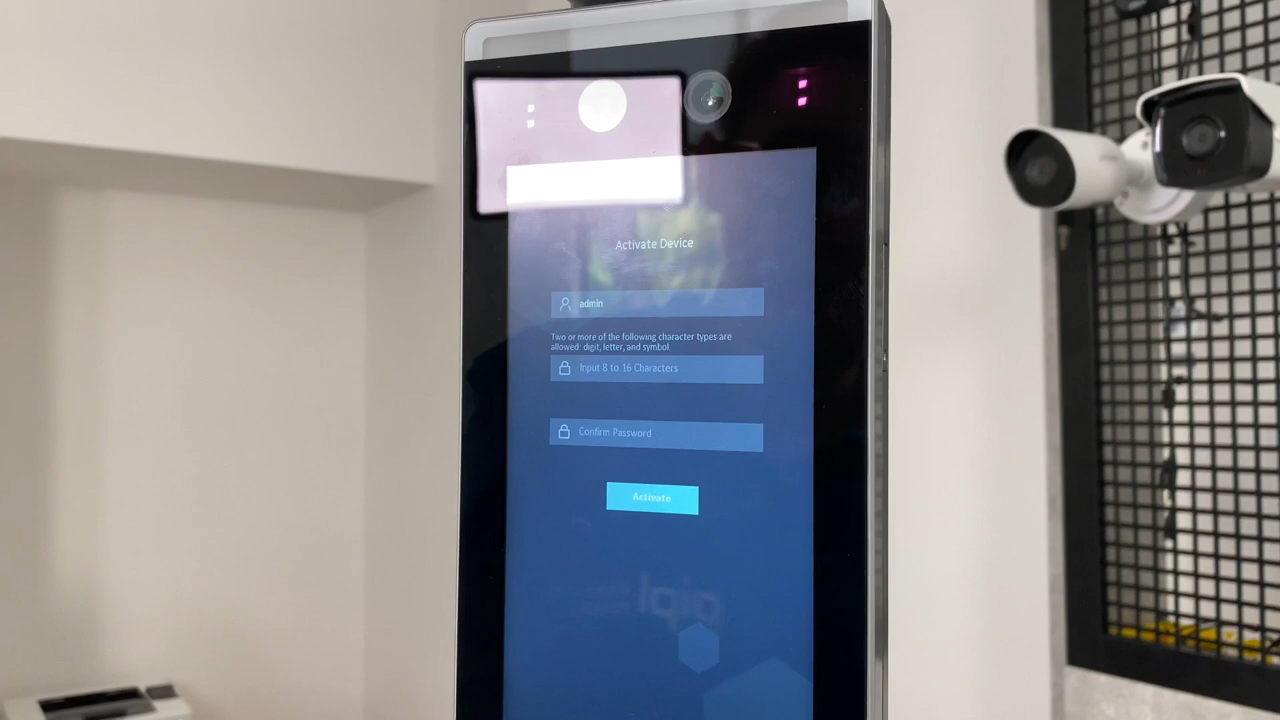 Activate Device
admin
Two or more of the following character types are
allowed: digit, letter, and symbol.
Input 8 to 16 Characters
Confirm Password
Activate